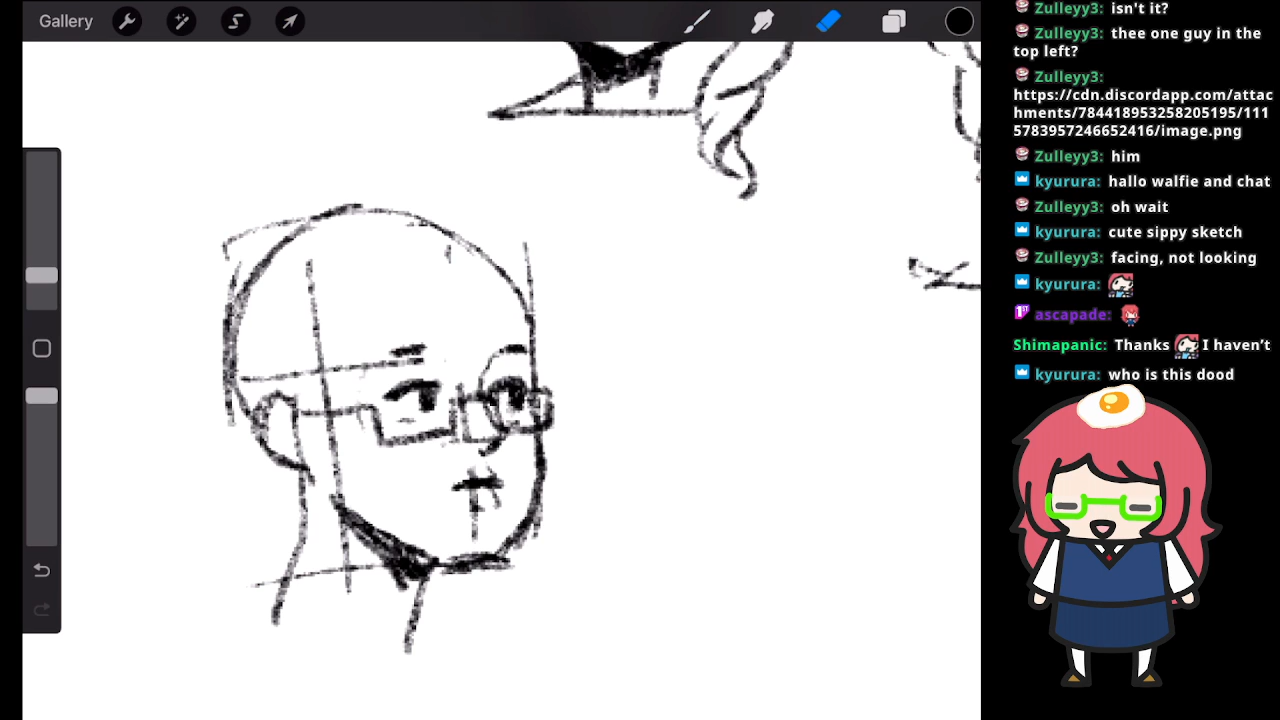 Gallery
Zulleyy3: isn't it?
Zulleyy3: thee one guy in the
top left?
Zulleyy3:
https://cdn.discordapp.com/attac
hments/784418953258205195/111
5783957246652416/image.png
Zulleyy3: him
kyurura: hallo walfie and chat
Zulleyy3: oh wait
kyurura: cute sippy sketch
Zulleyy3: facing, not looking
kyurura:
1ST ascapade:
Shimapanic: Thanks I haven't
kyurura: who is this dood